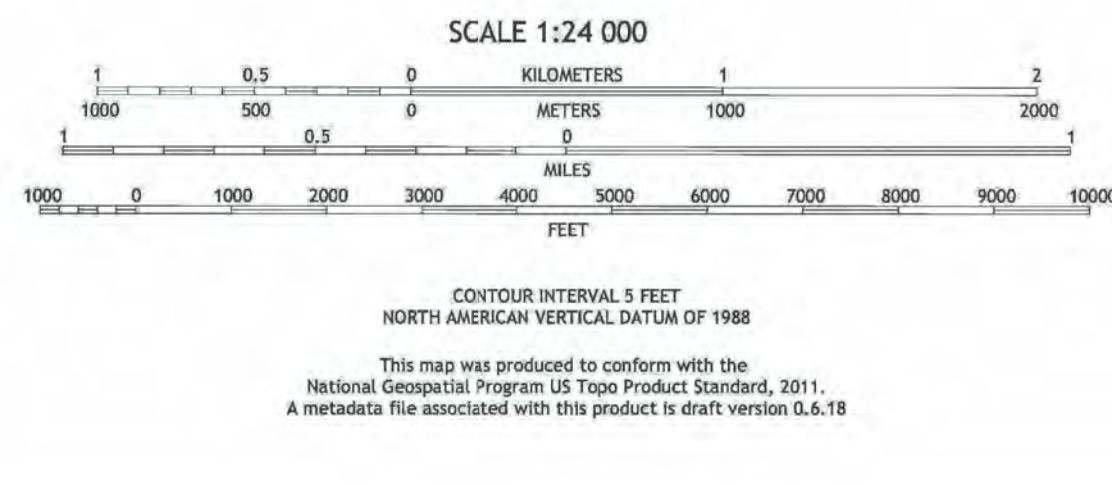 SCALE 1:24 000
1 0.5 0 KILOMETERS 1 2
1000 500 0 METERS 1000 2000
1 0.5 0 1
MILES
1000 0 1000 2000 3000 4000 5000 6000 7000 8000 9000 10000
FEET
CONTOUR INTERVAL 5 FEET
NORTH AMERICAN VERTICAL DATUM OF 1988
This map was produced to conform with the
National Geospatial Program US Topo Product Standard, 2011.
A metadata file associated with this product is draft version 0.6.18